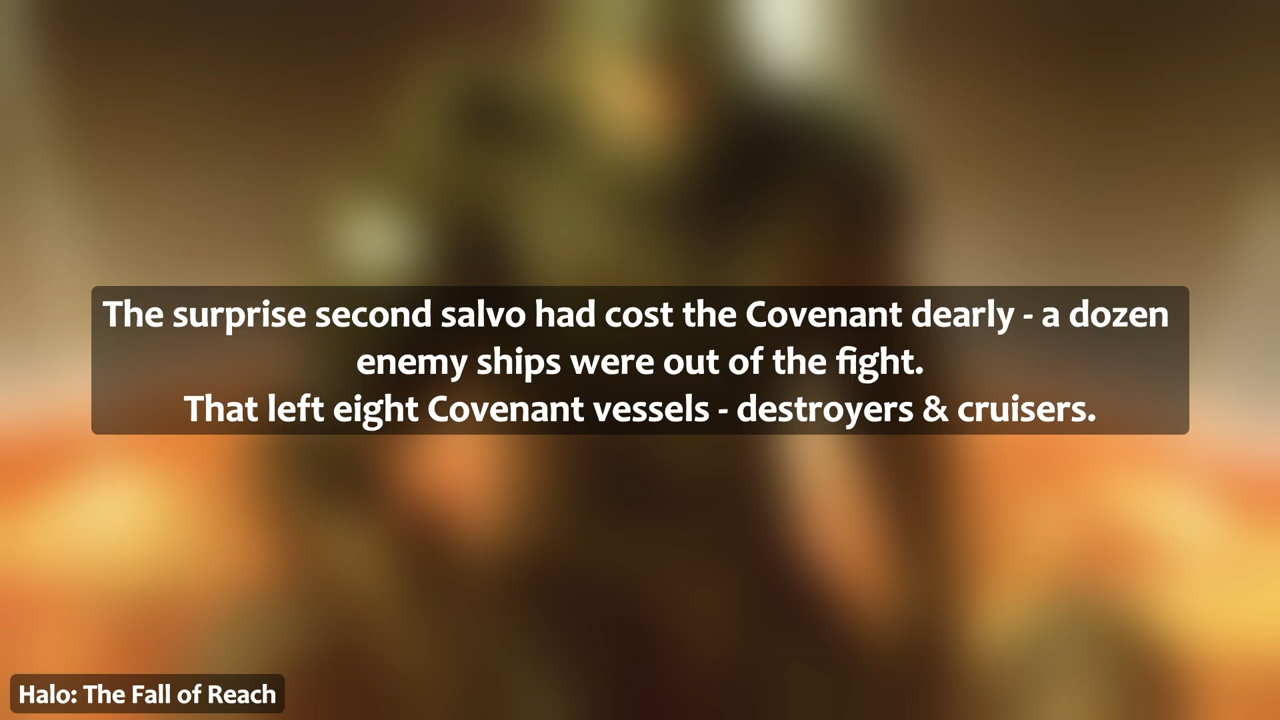 The surprise second salvo had cost the Covenant dearly - a dozen
enemy ships were out of the fight.
That left eight Covenant vessels - destroyers & cruisers.
Halo: The Fall of Reach